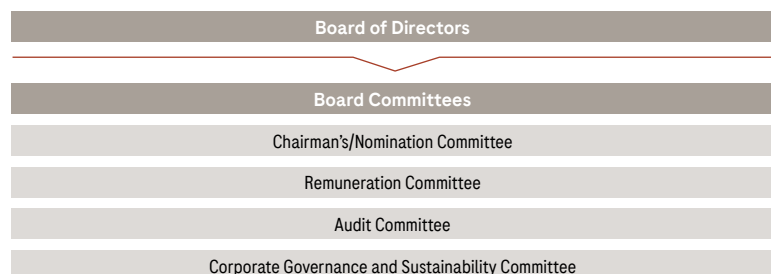 Board of Directors
Board Committees
Chairman's/Nomination Committee
Remuneration Committee
Audit Committee
Corporate Governance and Sustainability Committee